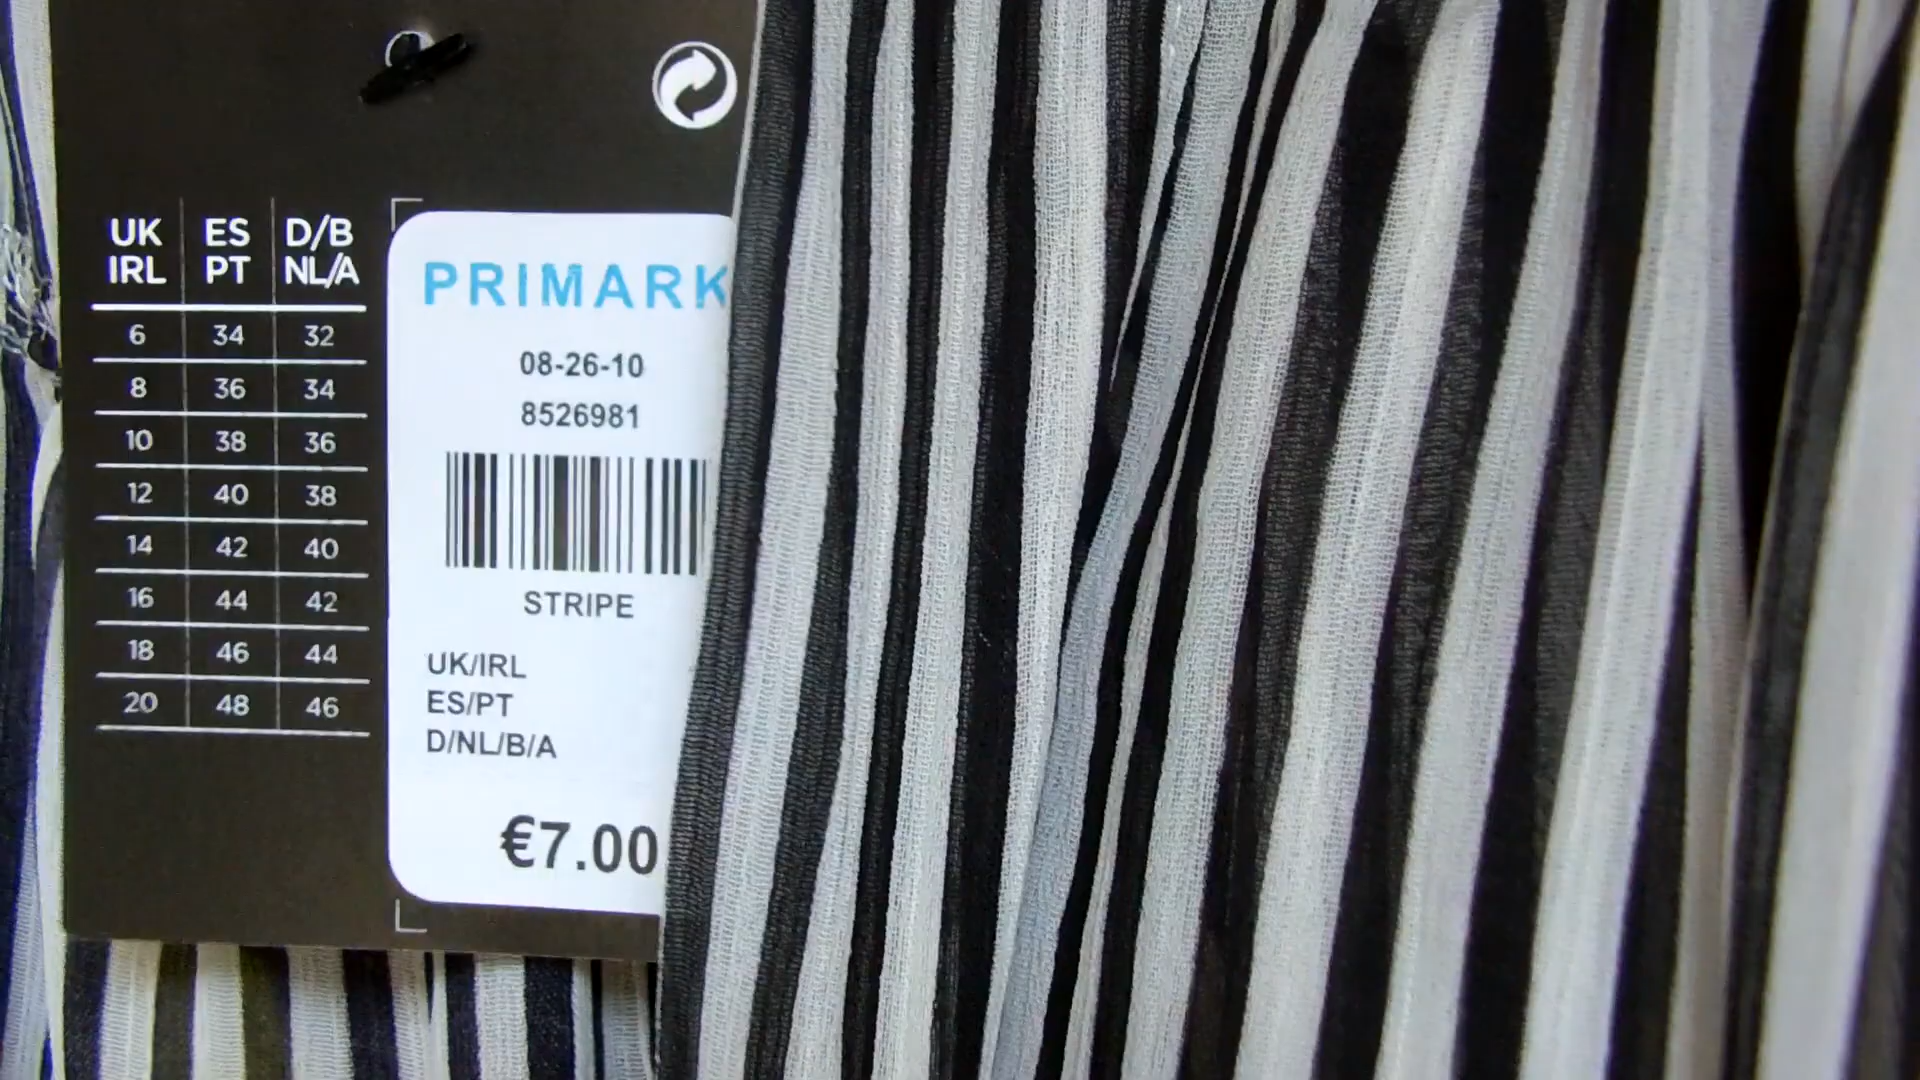 UK ES D/B
IRL PT NL/A
6 34 32
8 36 34
10 38 36
12 40 38
14 42 40
16 44 42
18 46 44
20 48 46
PRIMARK
08-26-10
8526981
STRIPE
UK/IRL
ES/PT
D/NL/B/A
€7.00